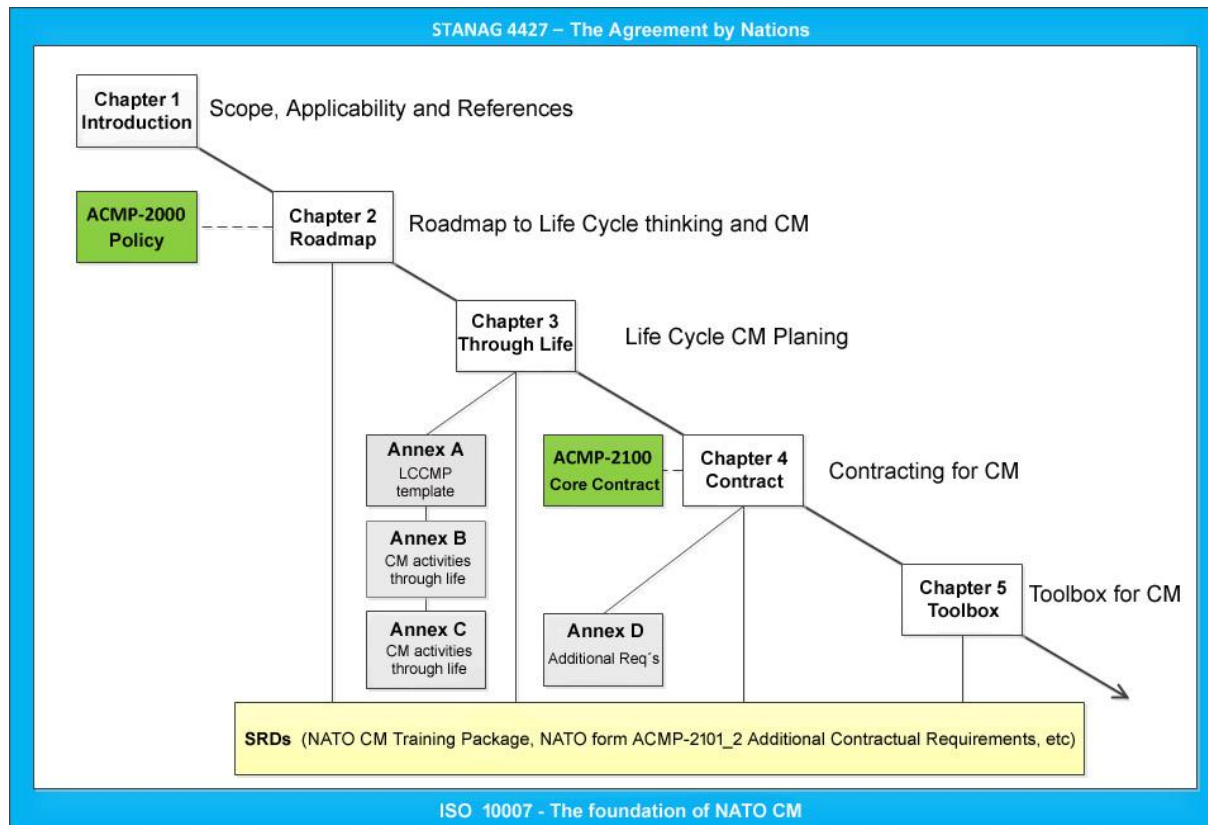 STANAG 4427 – The Agreement by Nations
Chapter 1
Introduction
Scope, Applicability and References
ACMP-2000
Policy
Chapter 2
Roadmap
Roadmap to Life Cycle thinking and CM
Chapter 3
Through Life
Life Cycle CM Planing
Annex A
LCCMP
template
ACMP-2100
Core Contract
Chapter 4
Contract
Contracting for CM
Annex B
CM activities
through life
Chapter 5
Toolbox
Toolbox for CM
Annex C
CM activities
through life
Annex D
Additional Req´s
SRDs (NATO CM Training Package, NATO form ACMP-2101_2 Additional Contractual Requirements, etc)
ISO 10007 - The foundation of NATO CM